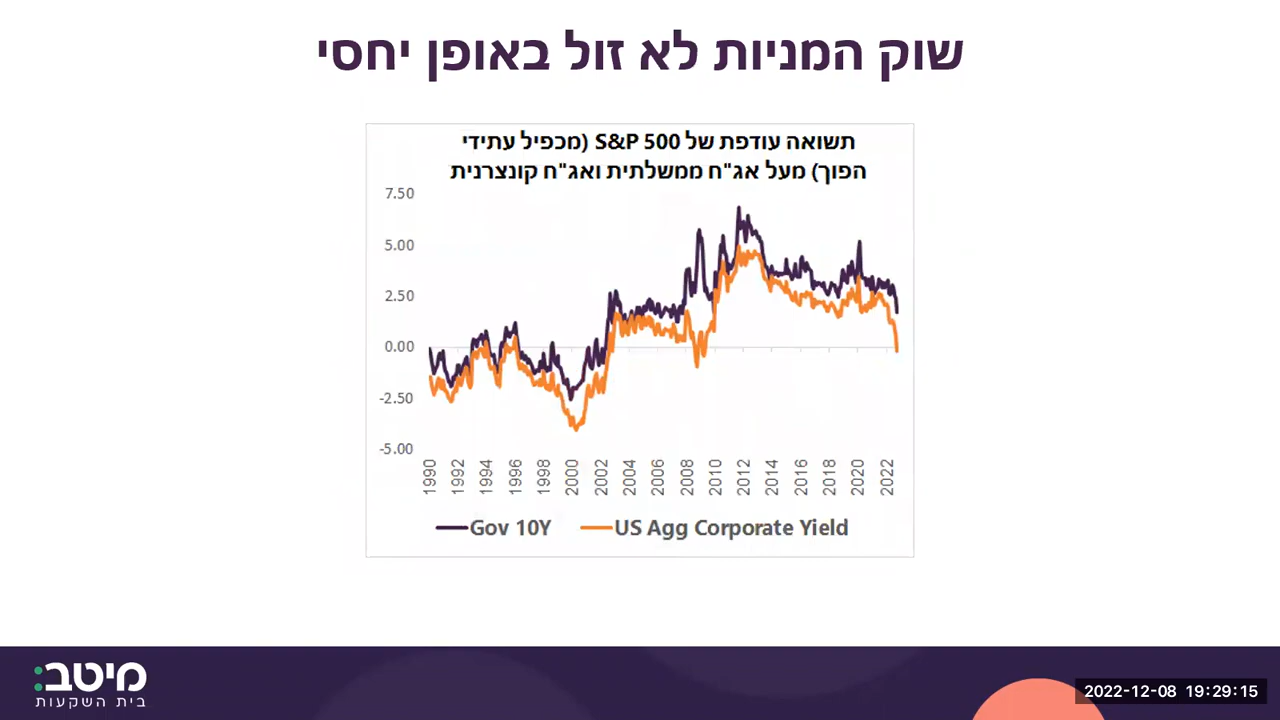 שוק המניות לא זול באופן יחסי
תשואה עודפת של S&P 500 (מכפיל עתידי
הפוך) מעל אג"ח ממשלתית ואג"ח קונצרנית
7.50
5.00
2.50
0.00
-2.50
-5.00
1990 1992 1994 1996 1998 2000 2002 2004 2006 2008 2010 2012 2014 2016 2018 2020 2022
Gov 10Y US Agg Corporate Yield
מיטב:
בית השקעות
2022-12-08 19:29:15